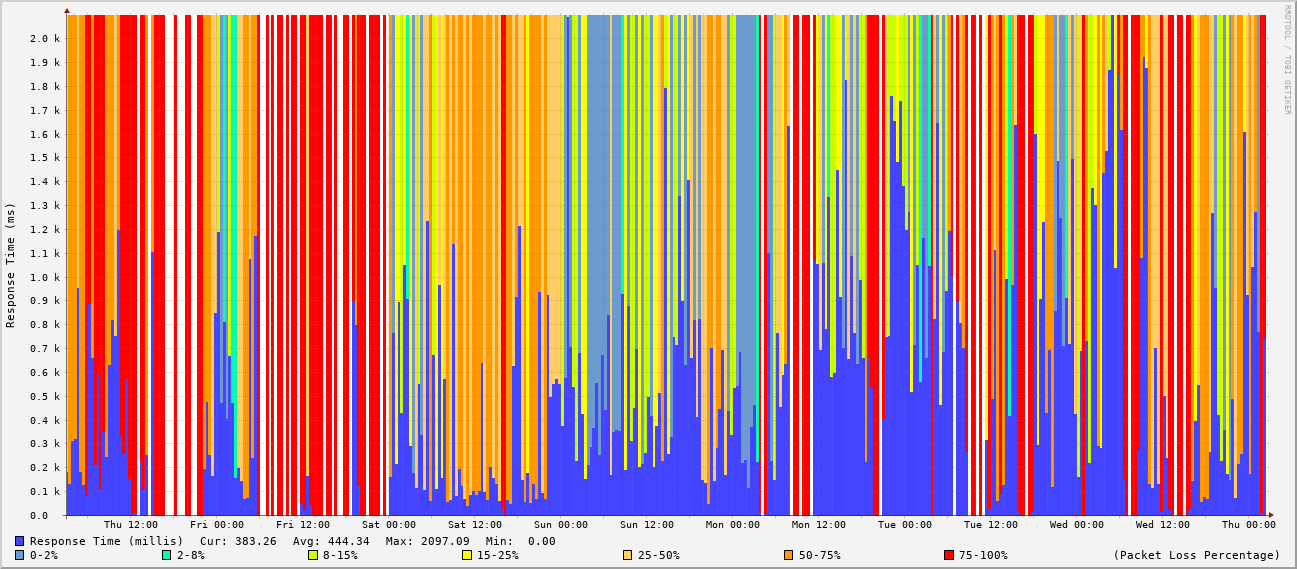 RRDTOOL / TOBI OETIKER
Response Time (ms)
2.0 k
1.9 k
1.8 k
1.7 k
1.6 k
1.5 k
1.4 k
1.3 k
1.2 k
1.1 k
1.0 k
0.9 k
0.8 k
0.7 k
0.6 k
0.5 k
0.4 k
0.3 k
0.2 k
0.1 k
0.0
Thu 12:00 Fri 00:00 Fri 12:00 Sat 00:00 Sat 12:00 Sun 00:00 Sun 12:00 Mon 00:00 Mon 12:00 Tue 00:00 Tue 12:00 Wed 00:00 Wed 12:00 Thu 00:00
Response Time (millis) Cur: 383.26 Avg: 444.34 Max: 2097.09 Min: 0.00
0-2% 2-8% 8-15% 15-25% 25-50% 50-75% 75-100% (Packet Loss Percentage)